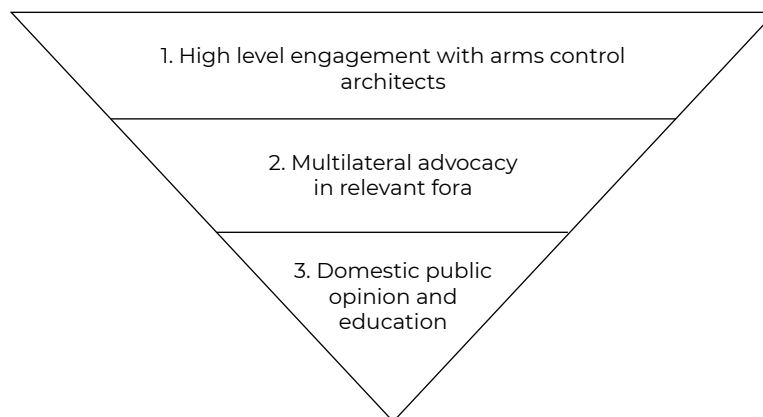 1. High level engagement with arms control
architects
2. Multilateral advocacy
in relevant fora
3. Domestic public
opinion and
education